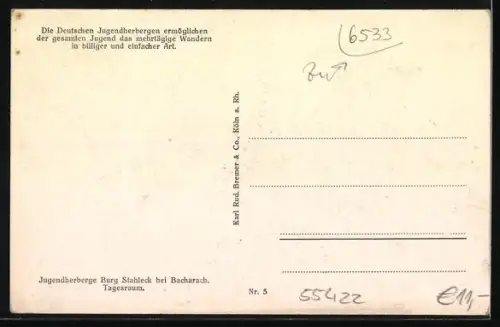 Die Deutschen Jugendherbergen ermöglichen
der gesamten Jugend das mehrtägige Wandern
in billiger und einfacher Art.
6533
Karl Rud. Bremer & Co., Köln a. Rh.
Jugendherberge Burg Stahleck bei Bacharach.
Tagesraum.
Nr. 5
55422
€11,-